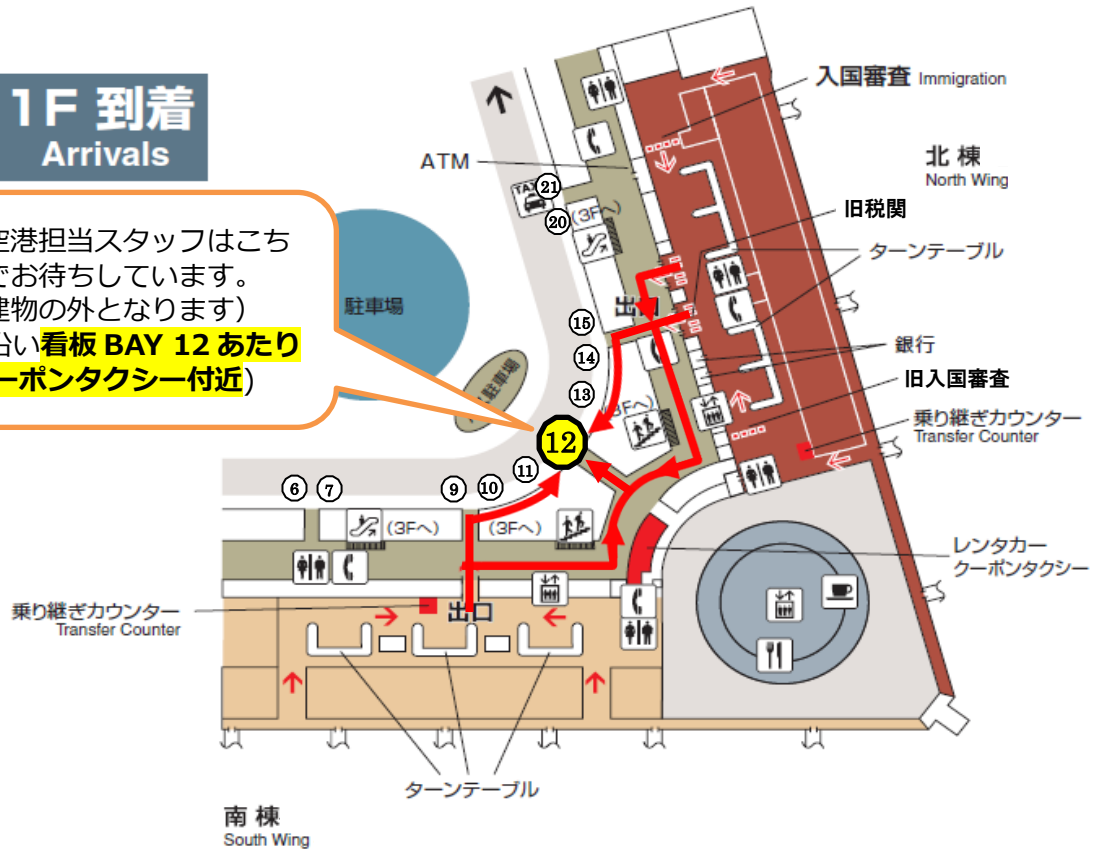 1F 到着
Arrivals
入国審査 Immigration
ATM
北 棟
North Wing
旧税関
ターンテーブル
TAXI
21
20
(3Fへ)
空港担当スタッフはこち
でお待ちしています。
建物の外となります）
沿い看板 BAY 12 あたり
ーポンタクシー付近)
駐車場
出口
15
14
13
銀行
旧入国審査
駐車場
3Fへ)
乗り継ぎカウンター
Transfer Counter
12
11
10
9
7
6
(3Fへ)
(3Fへ)
レンタカー
クーポンタクシー
乗り継ぎカウンター
Transfer Counter
出口
ターンテーブル
南 棟
South Wing